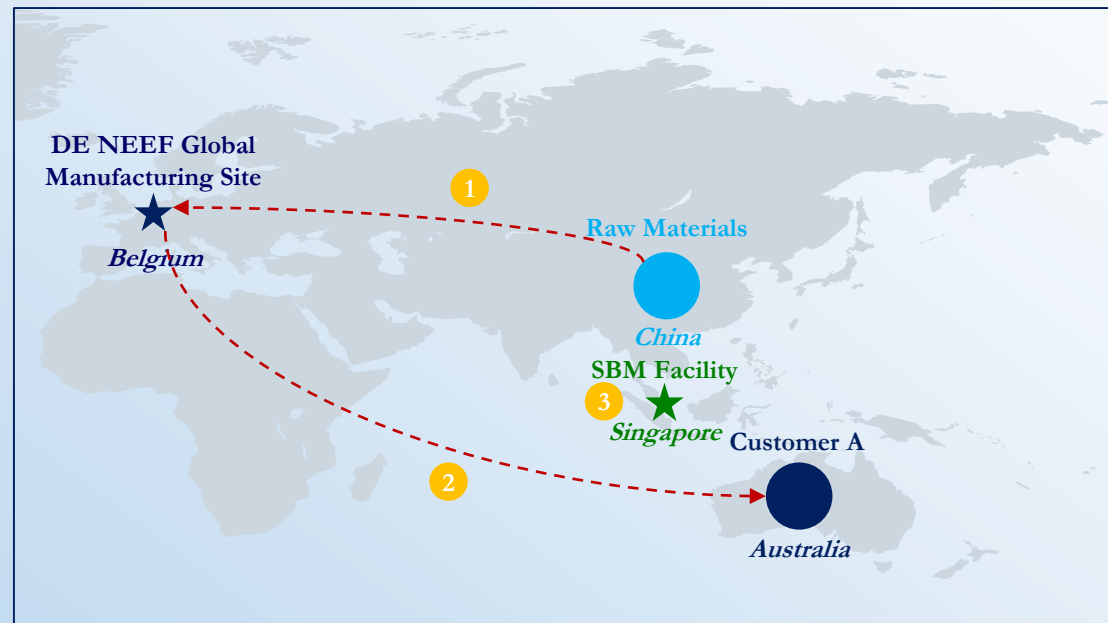 DE NEEF Global
Manufacturing Site
Belgium
1
Raw Materials
China
SBM Facility
3
Singapore
Customer A
2
Australia